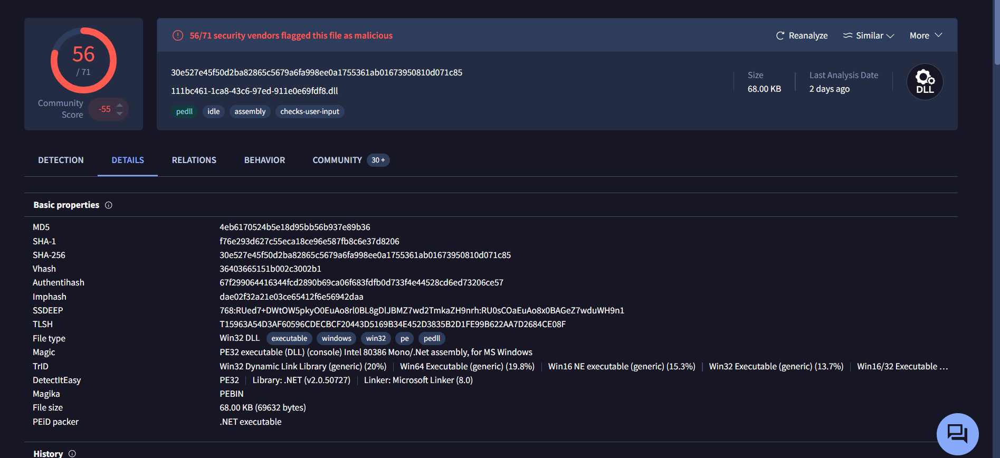 56
/ 71
Community Score
-55
56/71 security vendors flagged this file as malicious
Reanalyze
Similar
More
30e527e45f50d2ba82865c5679a6fa998ee0a1755361ab01673950810d071c85
111bc461-1ca8-43c6-97ed-911e0e69fdf8.dll
pedll idle assembly checks-user-input
Size
68.00 KB
Last Analysis Date
2 days ago
DLL
DETECTION DETAILS RELATIONS BEHAVIOR COMMUNITY 30+
Basic properties
MD5 4eb6170524b5e18d95bb56b937e89b36
SHA-1 f76e293d627c55eca18ce96e587fb8c6e37d8206
SHA-256 30e527e45f50d2ba82865c5679a6fa998ee0a1755361ab01673950810d071c85
Vhash 36403665151b002c3002b1
Authentihash 67f299064416344fcd2890b69ca06f683fdfb0d733f4e44528cd6ed73206ce57
Imphash dae02f32a21e03ce65412f6e56942daa
SSDEEP 768:RUed7+DWtOW5pkyO0EuAo8rl0BL8gDlJBMZ7wd2TmkaZH9nrh:RU0sCOaEuAo8x0BAGeZ7wduWH9n1
TLSH T15963A54D3AF60596CDECBCF20443D5169B34E452D3835B2D1FE99B622AA7D2684CE08F
File type Win32 DLL executable windows win32 pe pedll
Magic PE32 executable (DLL) (console) Intel 80386 Mono/.Net assembly, for MS Windows
TrID Win32 Dynamic Link Library (generic) (20%) Win64 Executable (generic) (19.8%) Win16 NE executable (generic) (15.3%) Win32 Executable (generic) (13.7%) Win16/32 Executable …
DetectItEasy PE32 Library: .NET (v2.0.50727) Linker: Microsoft Linker (8.0)
Magika PEBIN
File size 68.00 KB (69632 bytes)
PEiD packer .NET executable
History